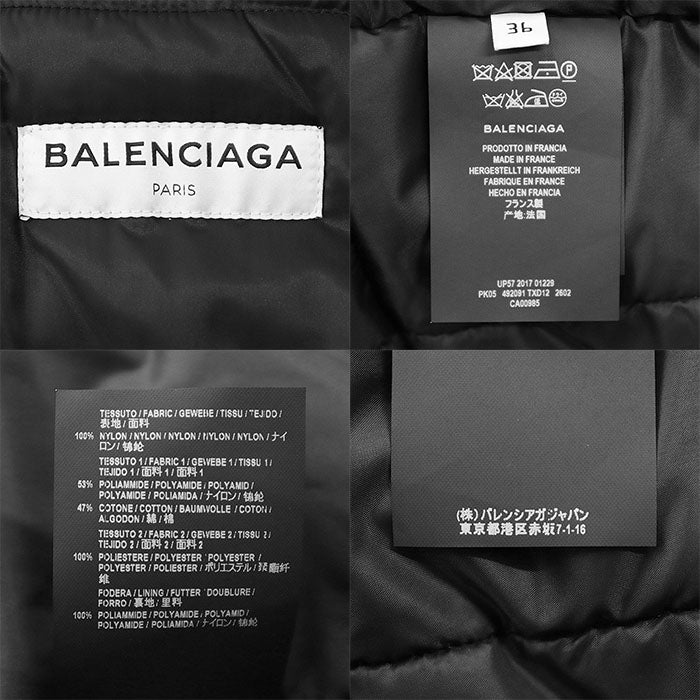 BALENCIAGA
PARIS
36
BALENCIAGA
PRODOTTO IN FRANCIA
MADE IN FRANCE
HERGESTELLT IN FRANKREICH
FABRIQUE EN FRANCE
HECHO EN FRANCIA
フランス製
产地:法国
UP57 2017 01229
PK05 492091 TXD12 2602
CA00985
TESSUTO / FABRIC / GEWEBE / TISSU / TEJIDO /
表地 / 面料
100% NYLON / NYLON / NYLON / NYLON / NYLON / ナイ
ロン / 锦纶
TESSUTO 1 / FABRIC 1 / GEWEBE 1 / TISSU 1 /
TEJIDO 1 / 面料 1 / 面料 1
53% POLIAMMIDE / POLYAMIDE / POLYAMID /
POLYAMIDE / POLIAMIDA / ナイロン / 锦纶
47% COTONE / COTTON / BAUMWOLLE / COTON /
ALGODON / 綿 / 棉
TESSUTO 2 / FABRIC 2 / GEWEBE 2 / TISSU 2 /
TEJIDO 2 / 面料 2 / 面料 2
100% POLIESTERE / POLYESTER / POLYESTER /
POLYESTER / POLYESTER / ポリエステル / 聚酯纤
维
FODERA / LINING / FUTTER / DOUBLURE /
FORRO / 裏地 / 里料
100% POLIAMMIDE / POLYAMIDE / POLYAMID /
POLYAMIDE / POLIAMIDA / ナイロン / 锦纶
(株) バレンシアガジャパン
東京都港区赤坂7-1-16